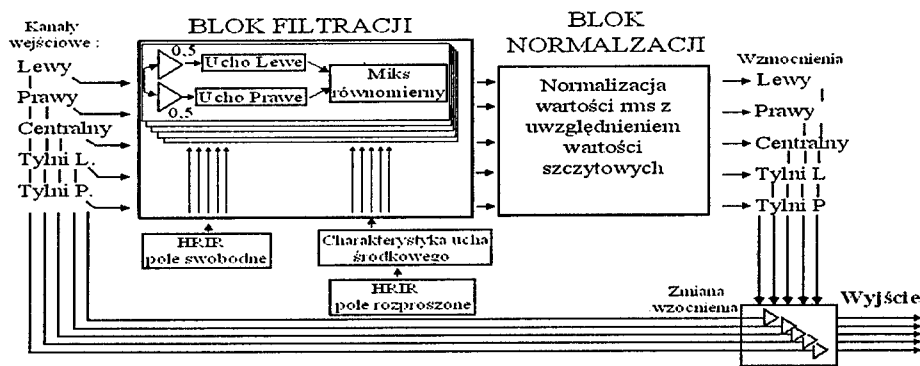 Kanały
wejściowe :
Lewy
Prawy
Centralny
Tylni L.
Tylni P.
BLOK FILTRACJI
0,5
Ucho Lewe
Ucho Prawe
0,5
Miks
równomierny
HRIR
pole swobodne
Charakterystyka ucha
środkowego
HRIR
pole rozproszone
BLOK
NORMALZACJI
Normalizacja
wartości rms z
uwzględnieniem
wartości
szczytowych
Wzmocnienia
Lewy
Prawy
Centralny
Tylni L
Tylni P
Zmiana
wzocnienia
Wyjście